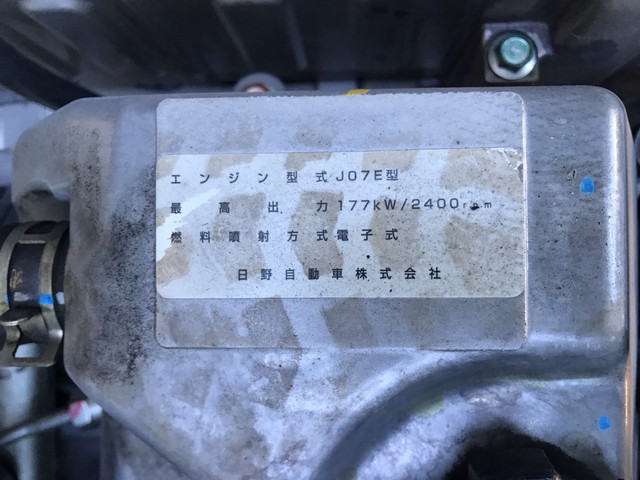 エンジン型式J07E型
最高出力177kW/2400rpm
燃料噴射方式電子式
日野自動車株式会社